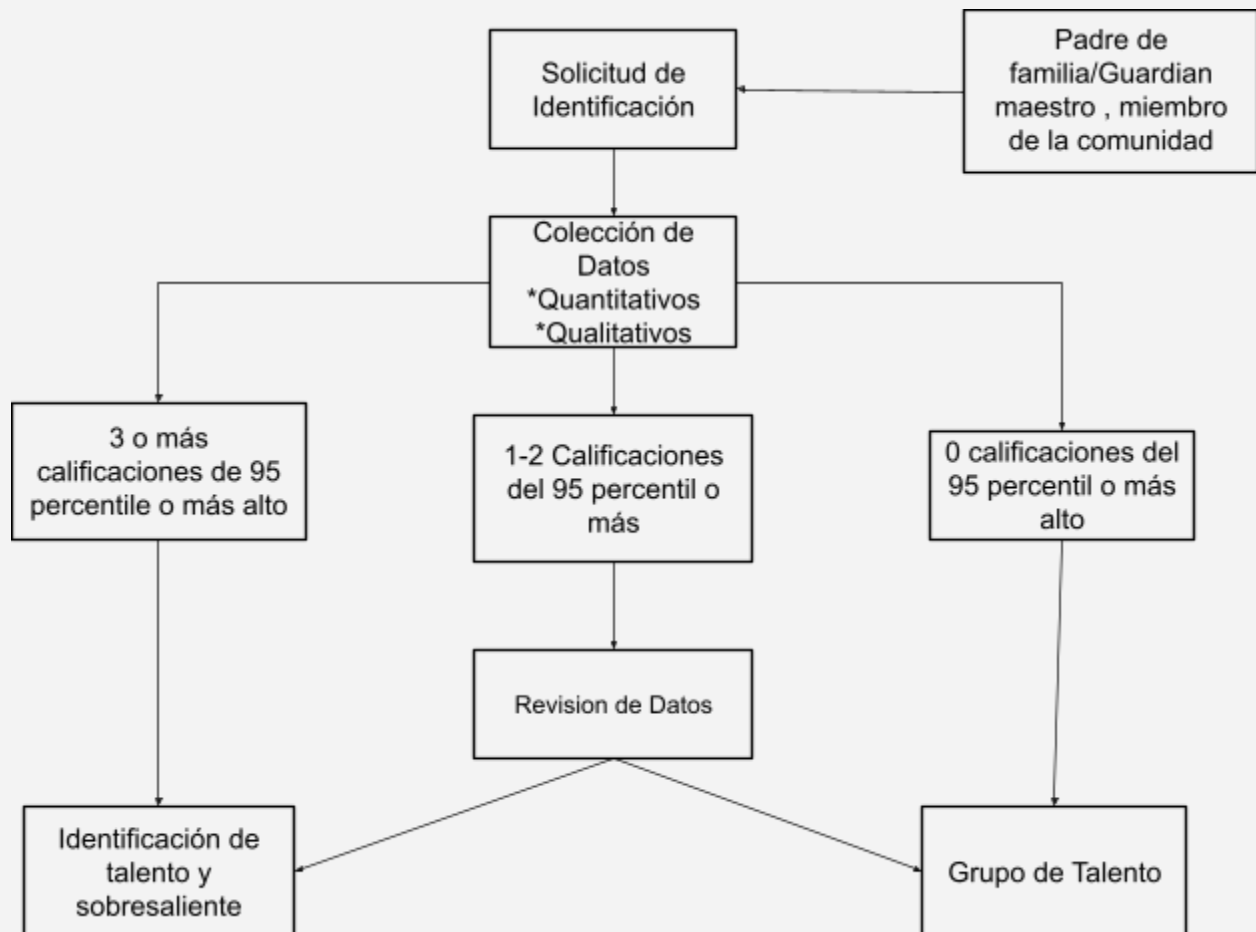 Solicitud de
Identificación
Padre de
familia/Guardian
maestro , miembro
de la comunidad
Colección de
Datos
*Quantitativos
*Qualitativos
3 o más
calificaciones de 95
percentile o más alto
1-2 Calificaciones
del 95 percentil o
más
0 calificaciones del
95 percentil o más
alto
Revision de Datos
Identificación de
talento y
sobresaliente
Grupo de Talento